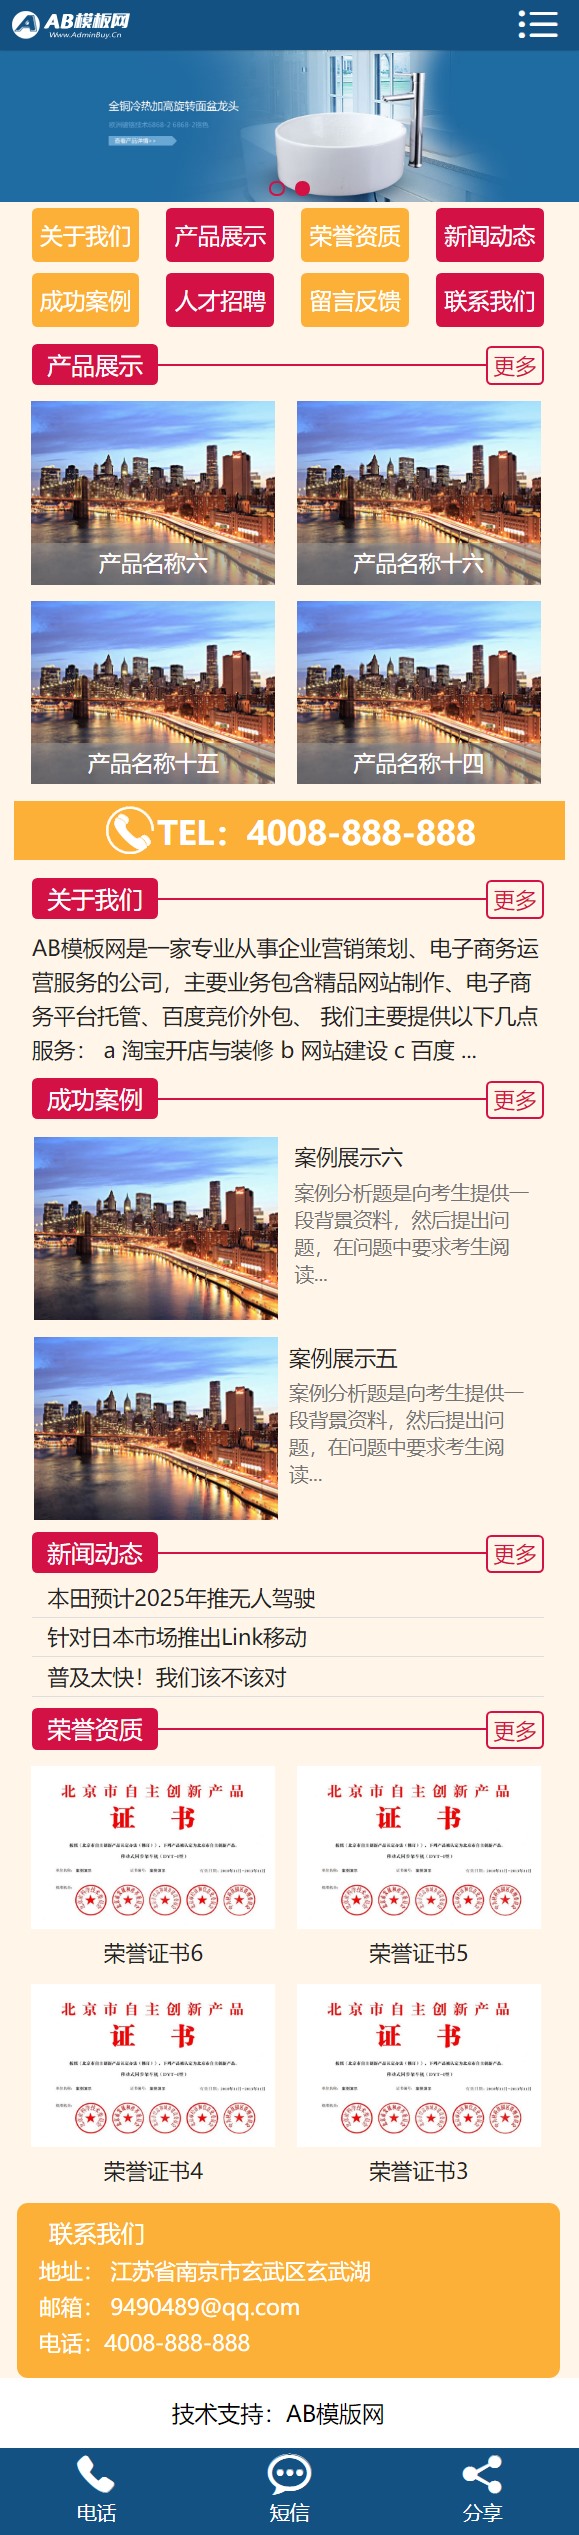 AB模板网
Www.AdminBuy.Cn
全铜冷热加高旋转面盆龙头
查看产品详情>>
关于我们 产品展示 荣誉资质 新闻动态
成功案例 人才招聘 留言反馈 联系我们
产品展示 更多
产品名称六 产品名称十六
产品名称十五 产品名称十四
TEL：4008-888-888
关于我们 更多
AB模板网是一家专业从事企业营销策划、电子商务运
营服务的公司，主要业务包含精品网站制作、电子商
务平台托管、百度竞价外包、 我们主要提供以下几点
服务： a 淘宝开店与装修 b 网站建设 c 百度 ...
成功案例 更多
案例展示六
案例分析题是向考生提供一
段背景资料，然后提出问
题，在问题中要求考生阅
读...
案例展示五
案例分析题是向考生提供一
段背景资料，然后提出问
题，在问题中要求考生阅
读...
新闻动态 更多
本田预计2025年推无人驾驶
针对日本市场推出Link移动
普及太快！我们该不该对
荣誉资质 更多
北京市自主创新产品 北京市自主创新产品
证书 证书
荣誉证书6 荣誉证书5
北京市自主创新产品 北京市自主创新产品
证书 证书
荣誉证书4 荣誉证书3
联系我们
地址： 江苏省南京市玄武区玄武湖
邮箱： 9490489@qq.com
电话：4008-888-888
技术支持：AB模版网
电话 短信 分享